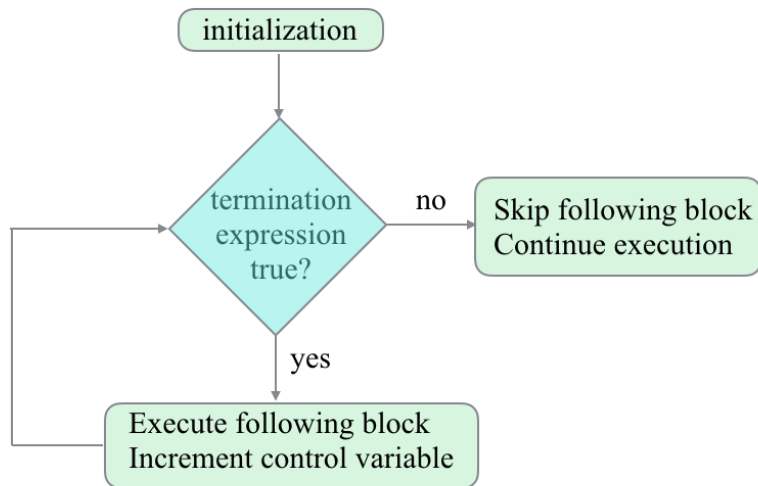 initialization
termination
expression
true?
no
Skip following block
Continue execution
yes
Execute following block
Increment control variable